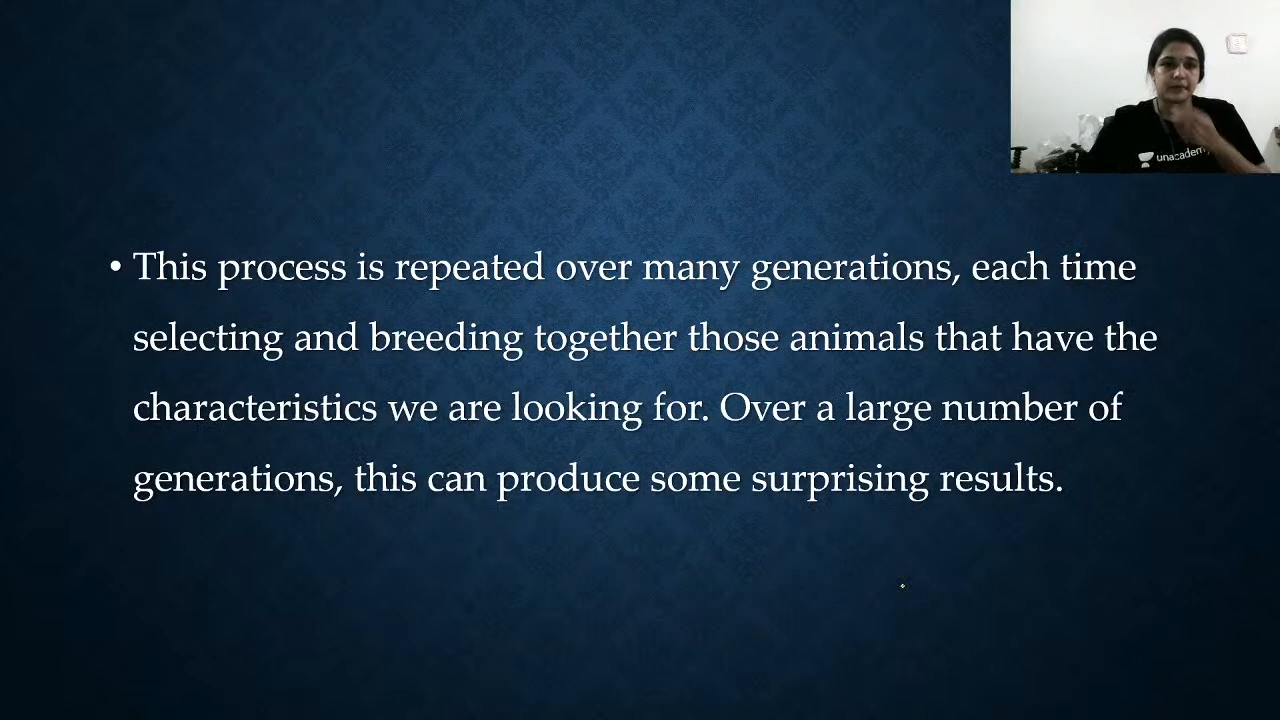 • This process is repeated over many generations, each time
selecting and breeding together those animals that have the
characteristics we are looking for. Over a large number of
generations, this can produce some surprising results.
unacademy